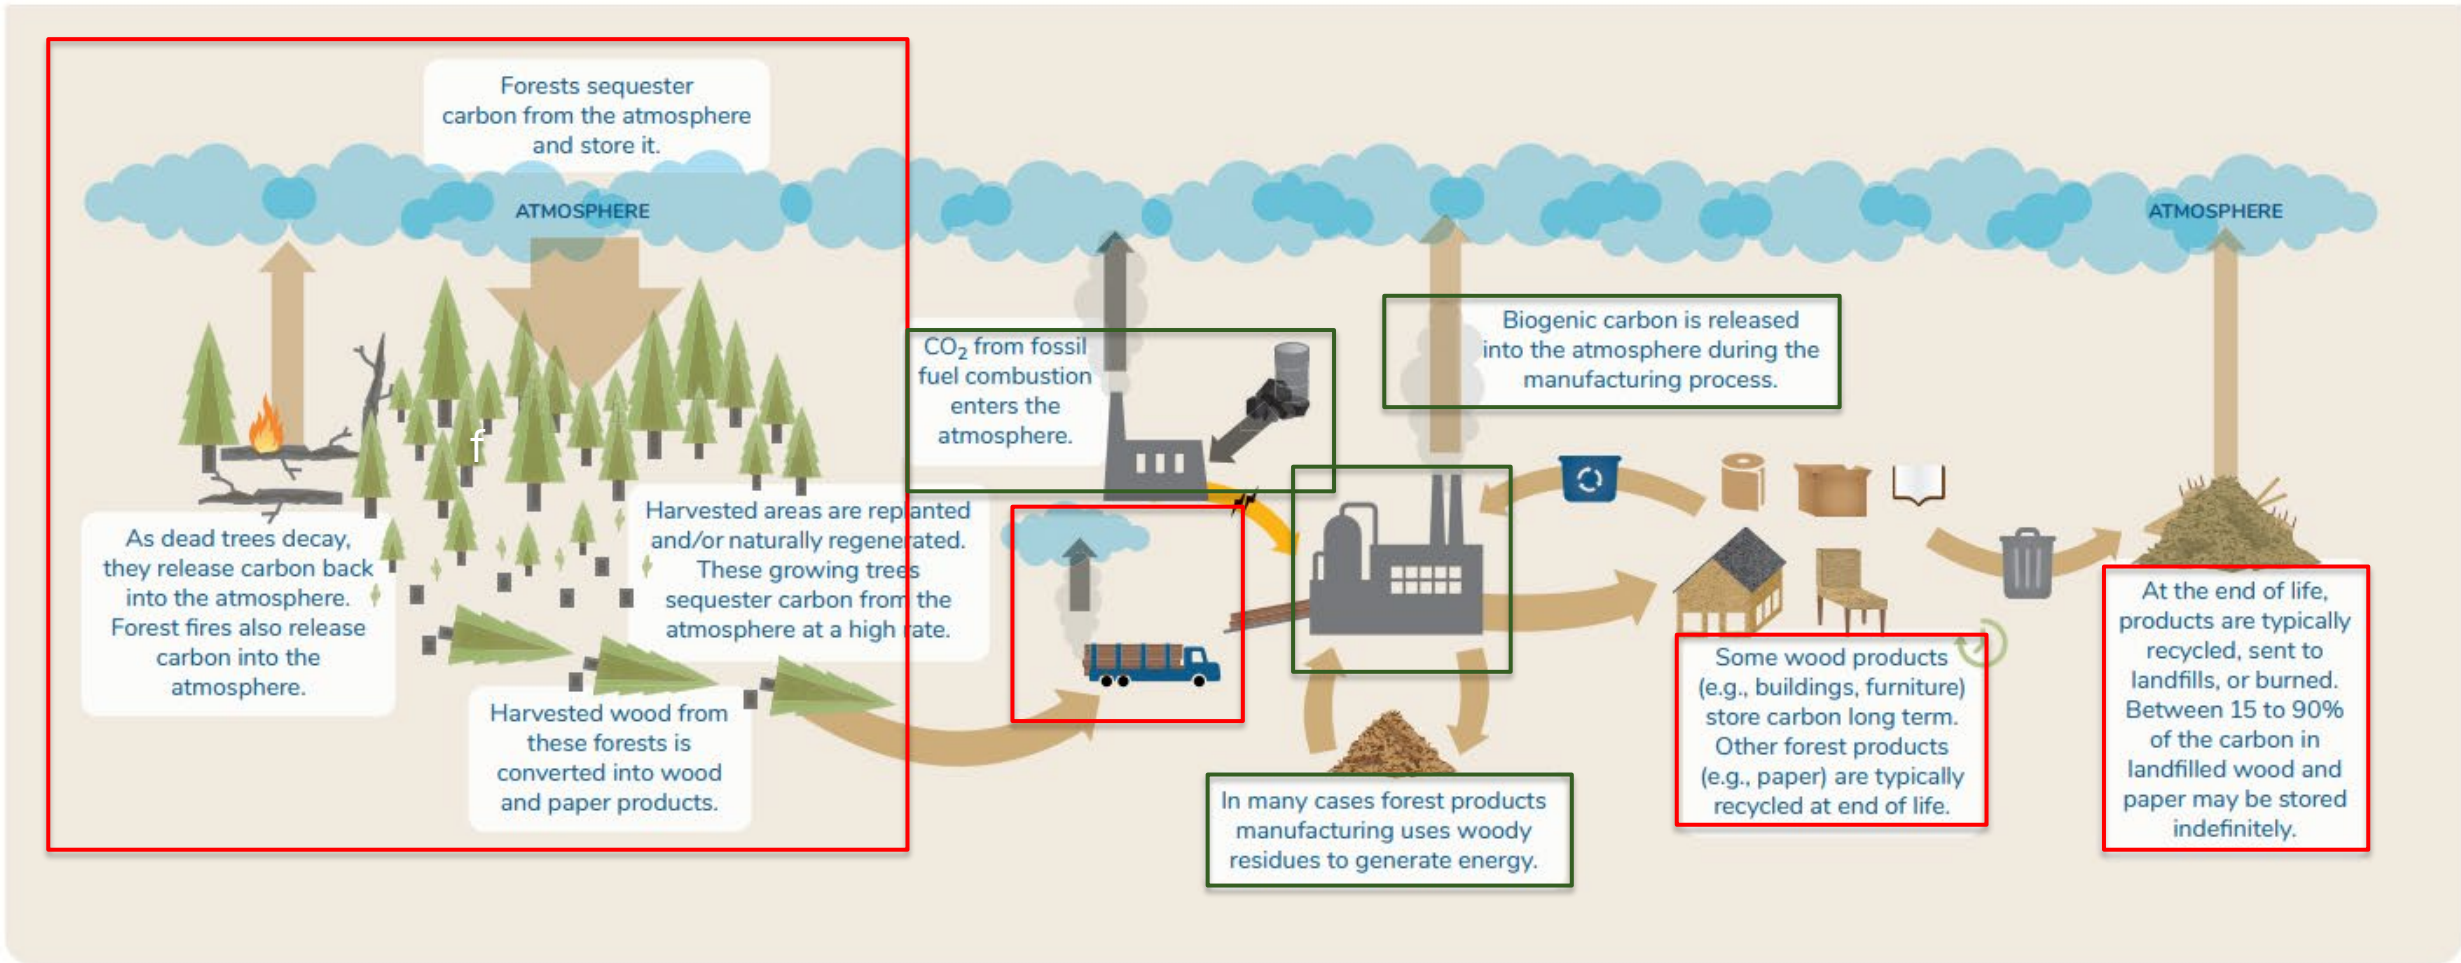 Forests sequester
carbon from the atmosphere
and store it.
ATMOSPHERE
ATMOSPHERE
As dead trees decay,
they release carbon back
into the atmosphere.
Forest fires also release
carbon into the
atmosphere.
f
Harvested areas are replanted
and/or naturally regenerated.
These growing trees
sequester carbon from the
atmosphere at a high rate.
Harvested wood from
these forests is
converted into wood
and paper products.
CO₂ from fossil
fuel combustion
enters the
atmosphere.
Biogenic carbon is released
into the atmosphere during the
manufacturing process.
In many cases forest products
manufacturing uses woody
residues to generate energy.
Some wood products
(e.g., buildings, furniture)
store carbon long term.
Other forest products
(e.g., paper) are typically
recycled at end of life.
At the end of life,
products are typically
recycled, sent to
landfills, or burned.
Between 15 to 90%
of the carbon in
landfilled wood and
paper may be stored
indefinitely.